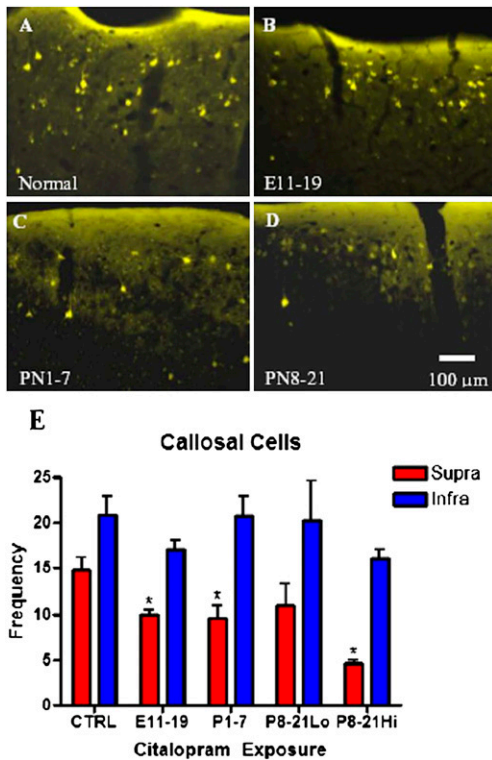 A
B
Normal
E11-19
C
D
PN1-7
PN8-21
100 µm
E
Callosal Cells
Supra
Infra
Frequency
25
20
15
10
5
0
*
*
*
CTRL
E11-19
P1-7
P8-21Lo
P8-21Hi
Citalopram Exposure